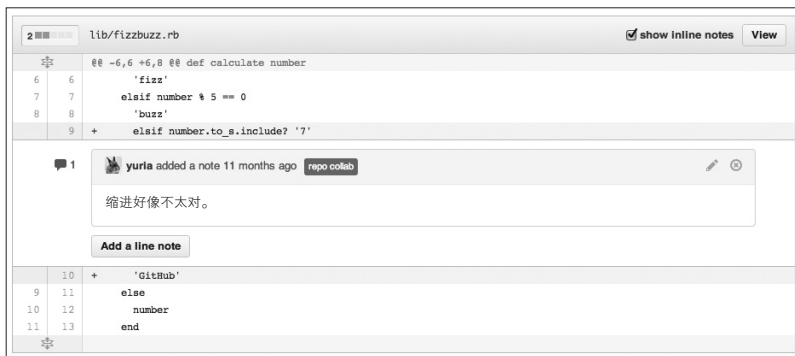 2 lib/fizzbuzz.rb show inline notes View
@@ -6,6 +6,8 @@ def calculate number
6 6 'fizz'
7 7 elsif number % 5 == 0
8 8 'buzz'
9 + elsif number.to_s.include? '7'
1 yuria added a note 11 months ago repo collab
缩进好像不太对。
Add a line note
10 + 'GitHub'
9 11 else
10 12 number
11 13 end